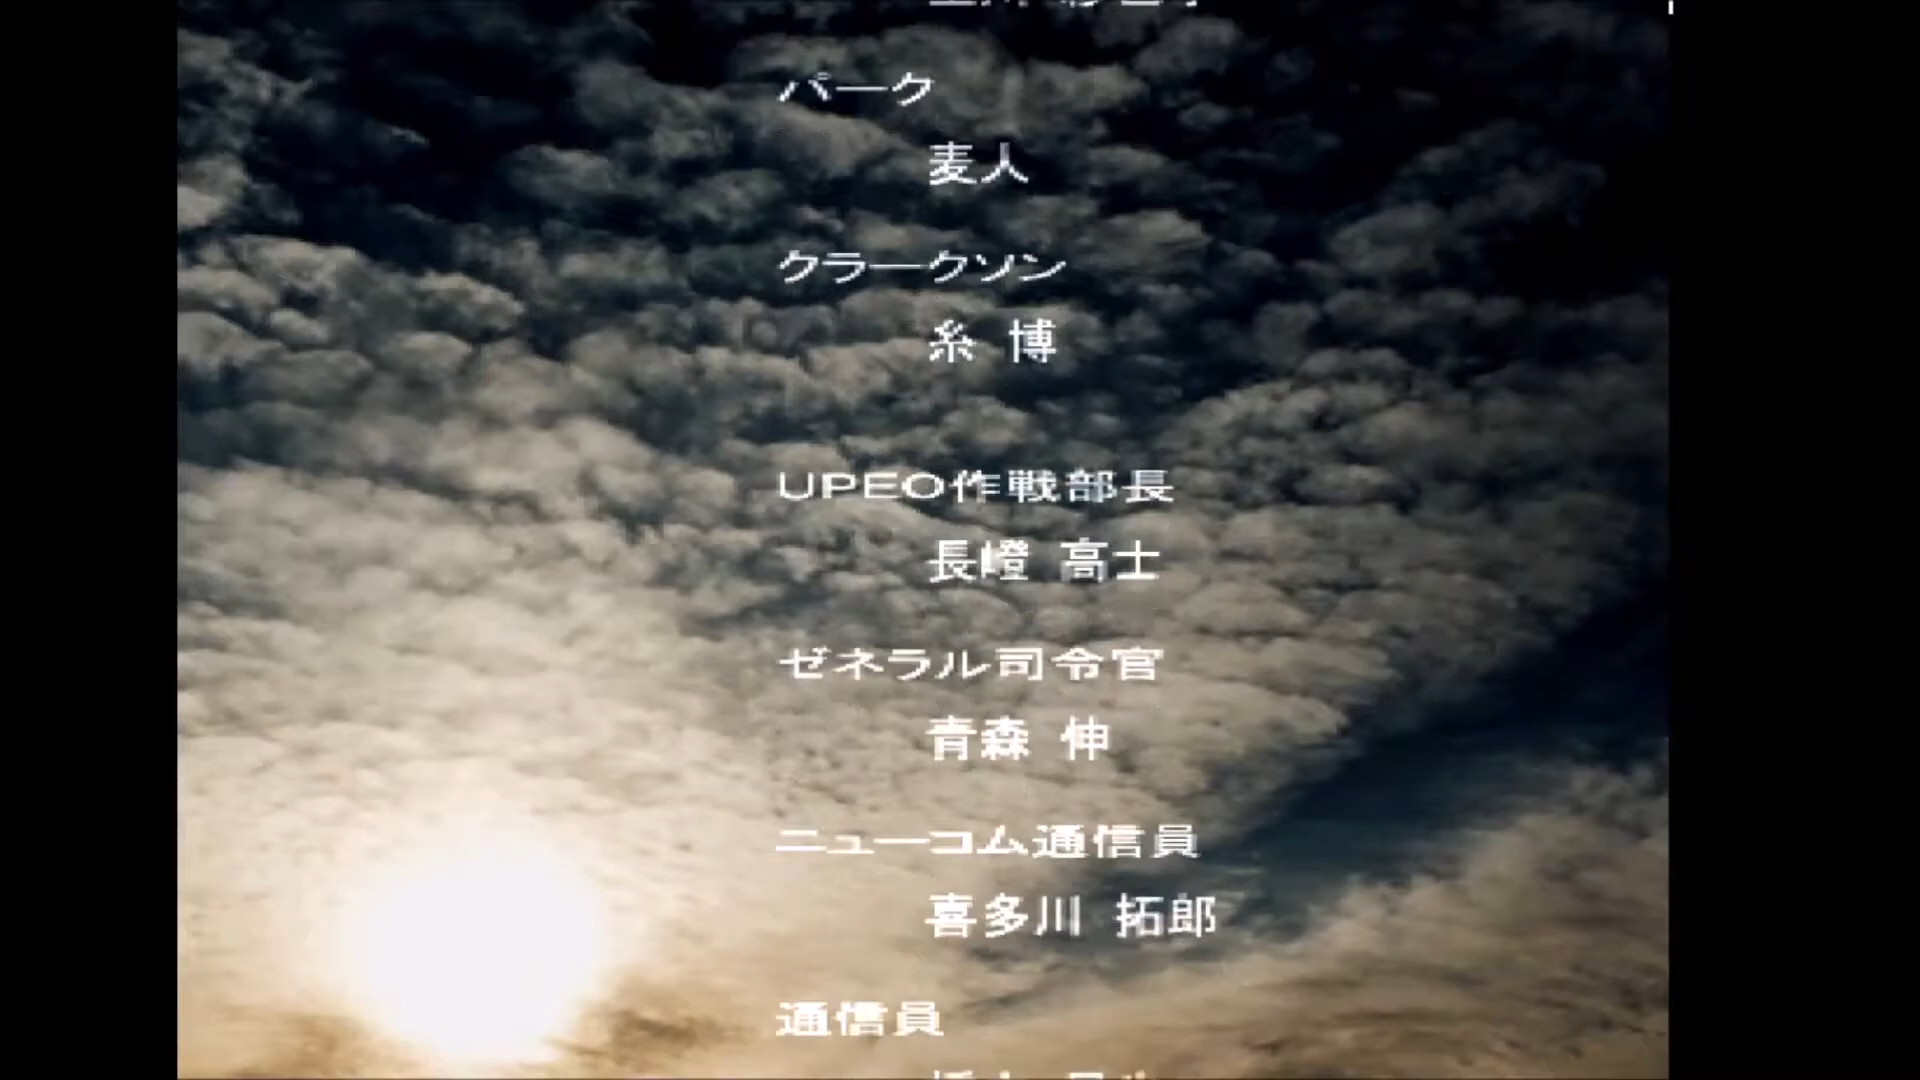 パーク
麦人
クラークソン
糸 博
UPEO作戦部長
長嶝 高士
ゼネラル司令官
青森 伸
ニューコム通信員
喜多川 拓郎
通信員